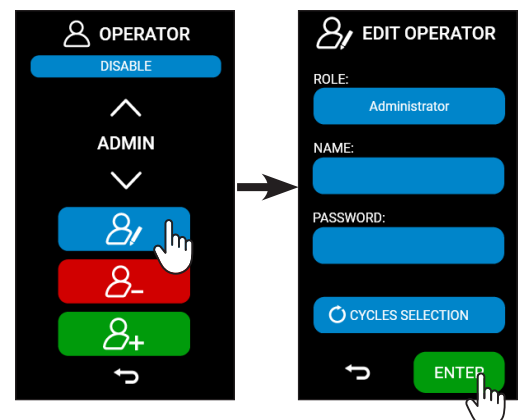 OPERATOR
DISABLE
ADMIN
EDIT OPERATOR
ROLE:
Administrator
NAME:
PASSWORD:
CYCLES SELECTION
ENTER